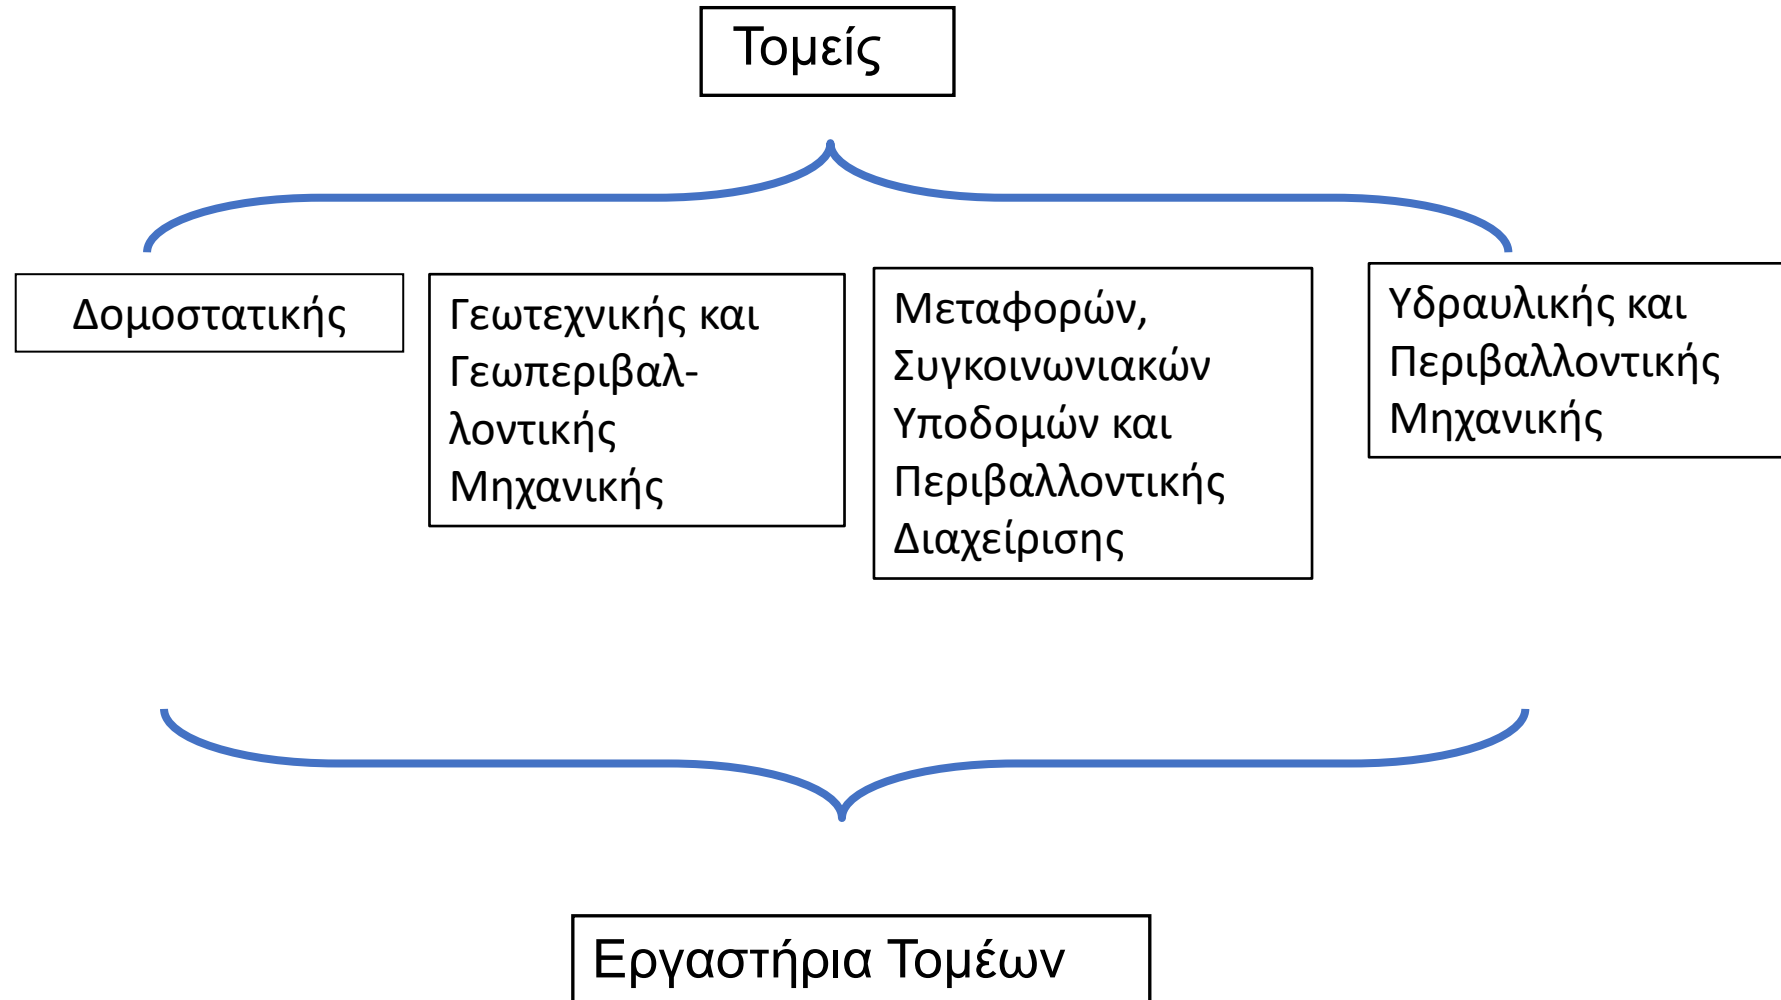 Τομείς
Δομοστατικής
Γεωτεχνικής και
Γεωπεριβαλ-
λοντικής
Μηχανικής
Μεταφορών,
Συγκοινωνιακών
Υποδομών και
Περιβαλλοντικής
Διαχείρισης
Υδραυλικής και
Περιβαλλοντικής
Μηχανικής
Εργαστήρια Τομέων